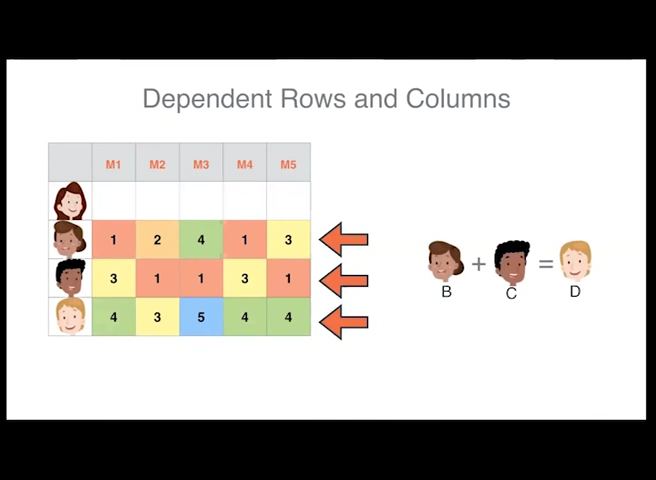 Dependent Rows and Columns
M1 M2 M3 M4 M5
1 2 4 1 3
3 1 1 3 1
4 3 5 4 4
+ =
B C D